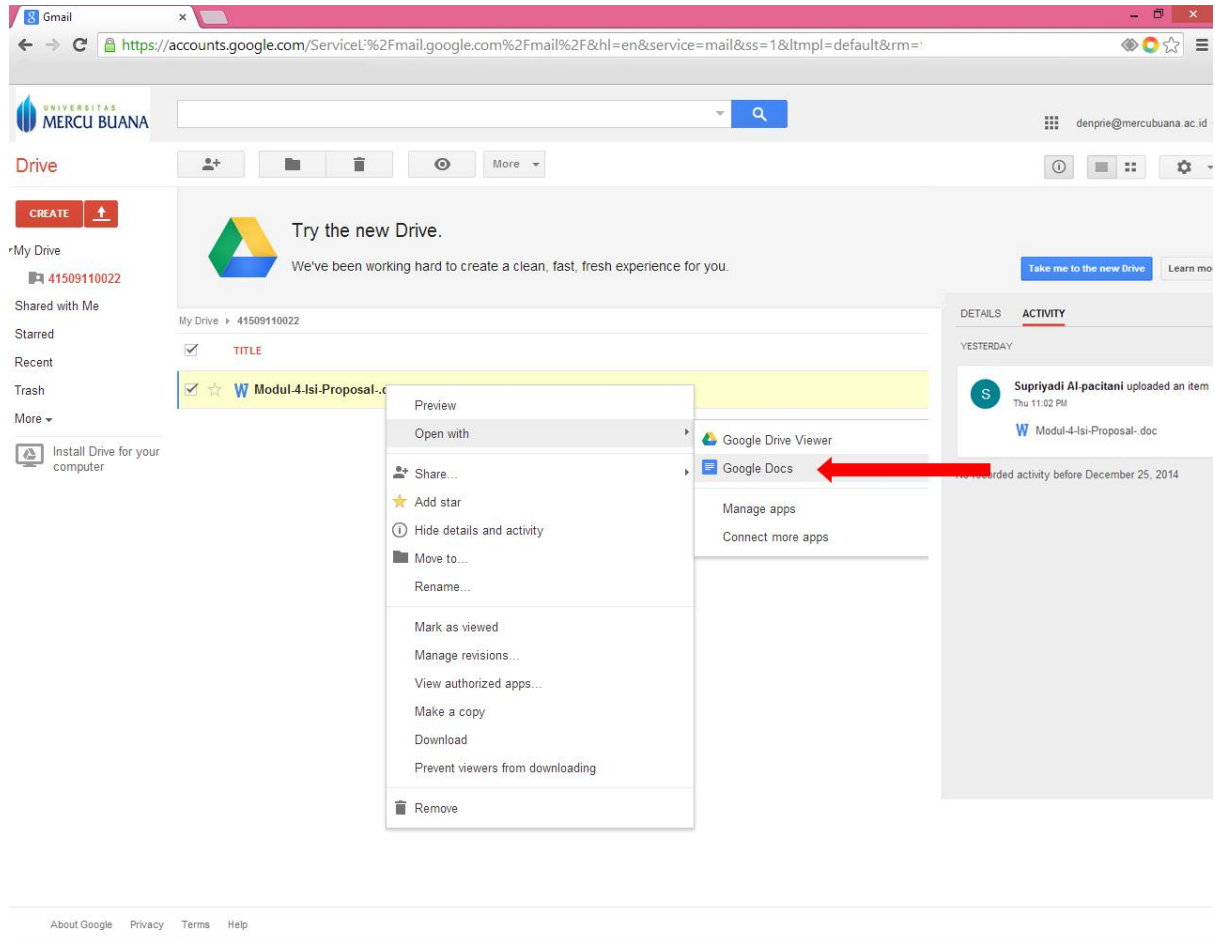 Gmail
https://accounts.google.com/ServiceL
%2Fmail.google.com%2Fmail%2F&hl=en&service=mail&ss=1&ltmpl=default&rm=
UNIVERSITAS
MERCU BUANA
denprie@mercubuana.ac.id
Drive
More
CREATE
My Drive
41509110022
Shared with Me
Starred
Recent
Trash
More
Install Drive for your
computer
Try the new Drive.
We've been working hard to create a clean, fast, fresh experience for you.
Take me to the new Drive
Learn mo
My Drive 41509110022
TITLE
Modul-4-Isi-Proposal-.d
Preview
Open with
Share...
Add star
Hide details and activity
Move to...
Rename...
Mark as viewed
Manage revisions...
View authorized apps...
Make a copy
Download
Prevent viewers from downloading
Remove
Google Drive Viewer
Google Docs
Manage apps
Connect more apps
DETAILS ACTIVITY
YESTERDAY
S
Supriyadi Al-pacitani uploaded an item
Thu 11:02 PM
W Modul-4-Isi-Proposal-.doc
activity before December 25, 2014
About Google Privacy Terms Help